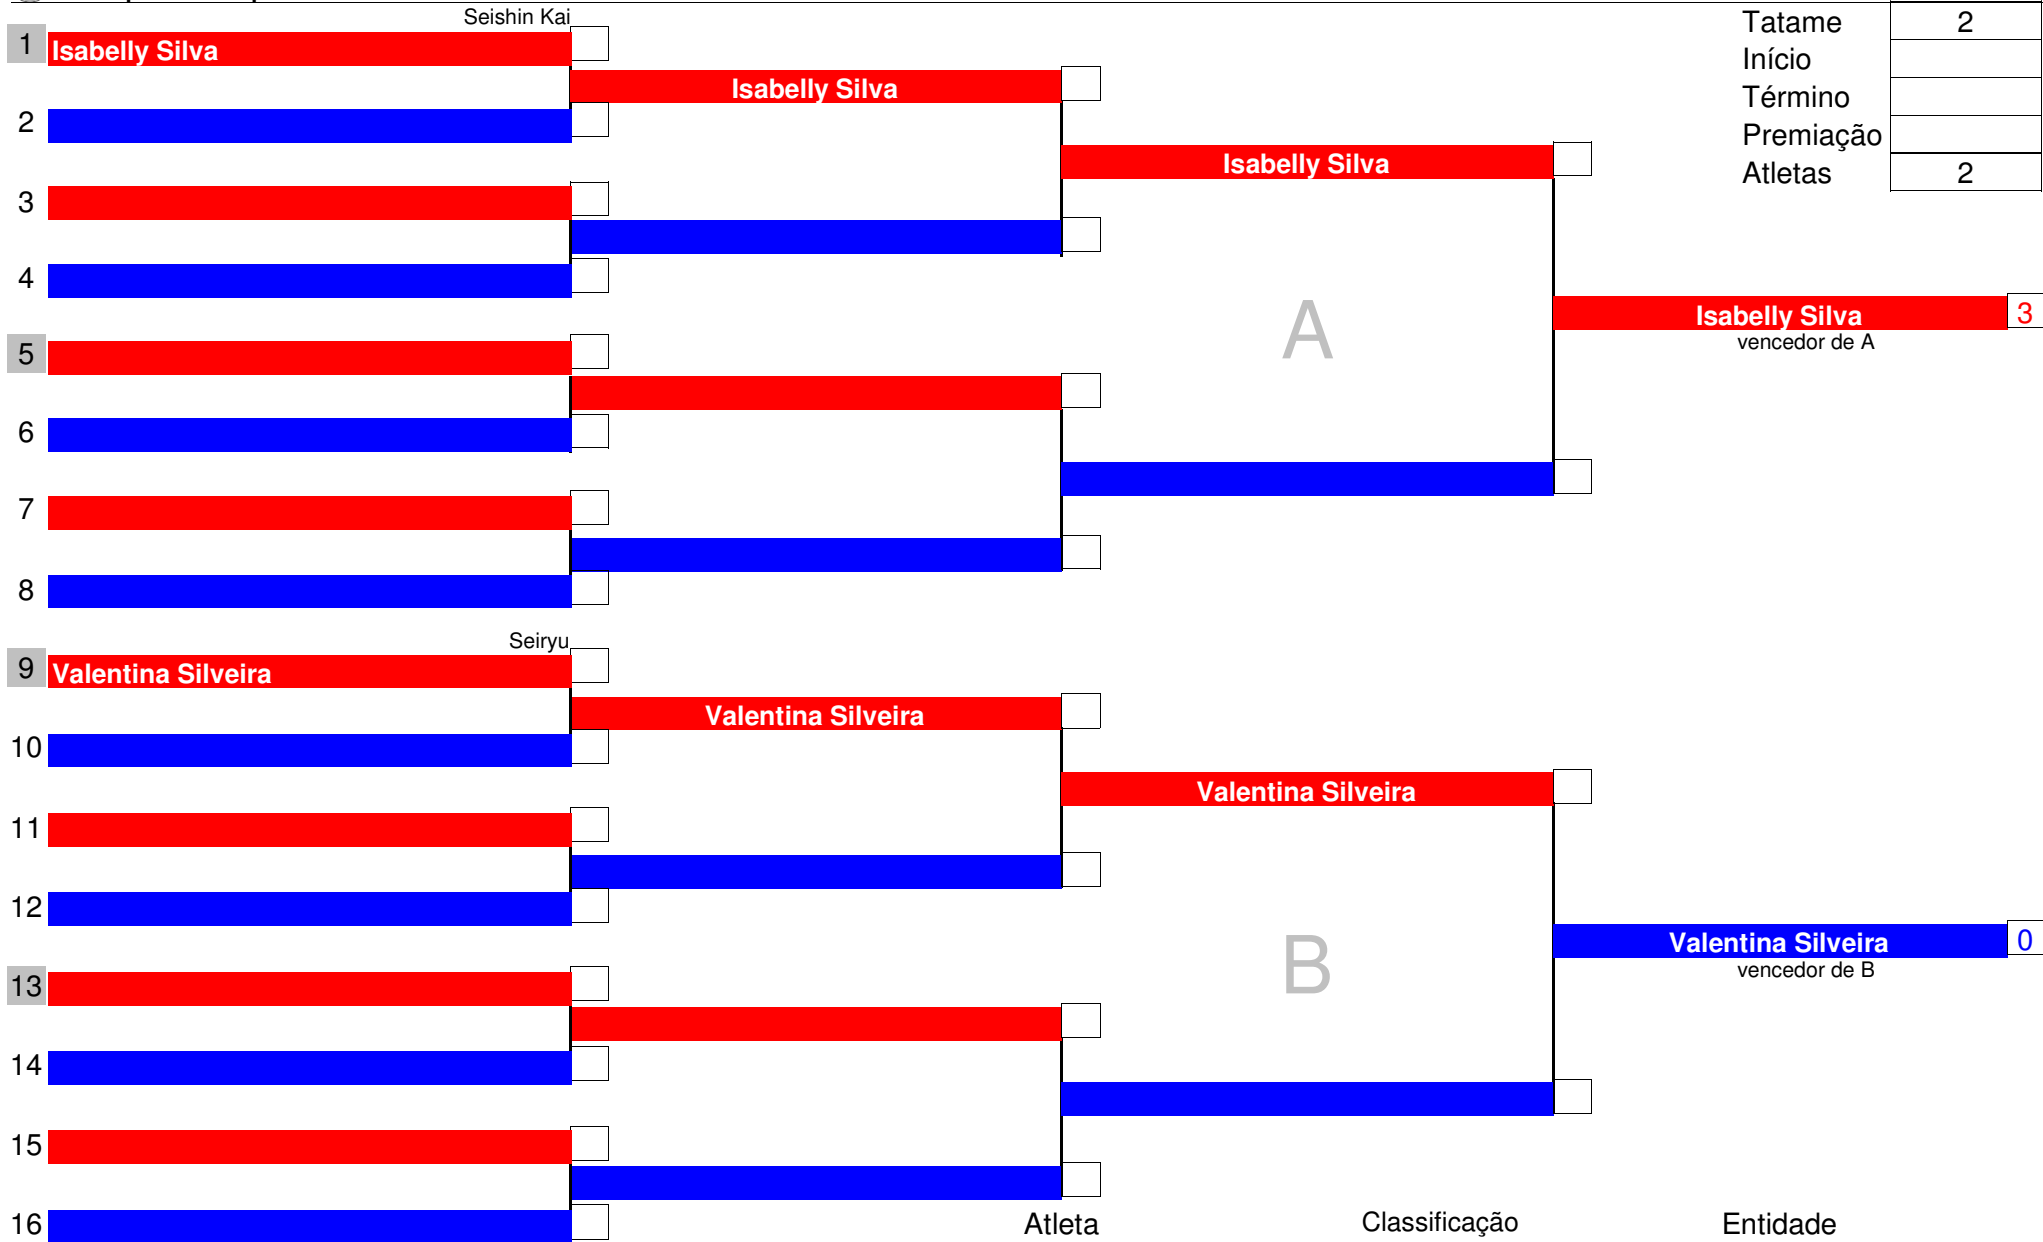 Seishin Kai
Tatame 2
1 Isabelly Silva
Isabelly Silva
Início
Término
2
Premiação
Isabelly Silva
Atletas 2
3
4
Isabelly Silva 3
vencedor de A
A
5
6
7
8
Seiryu
9 Valentina Silveira
Valentina Silveira
10
Valentina Silveira
11
12
Valentina Silveira 0
vencedor de B
B
13
14
15
16
Atleta Classificação Entidade